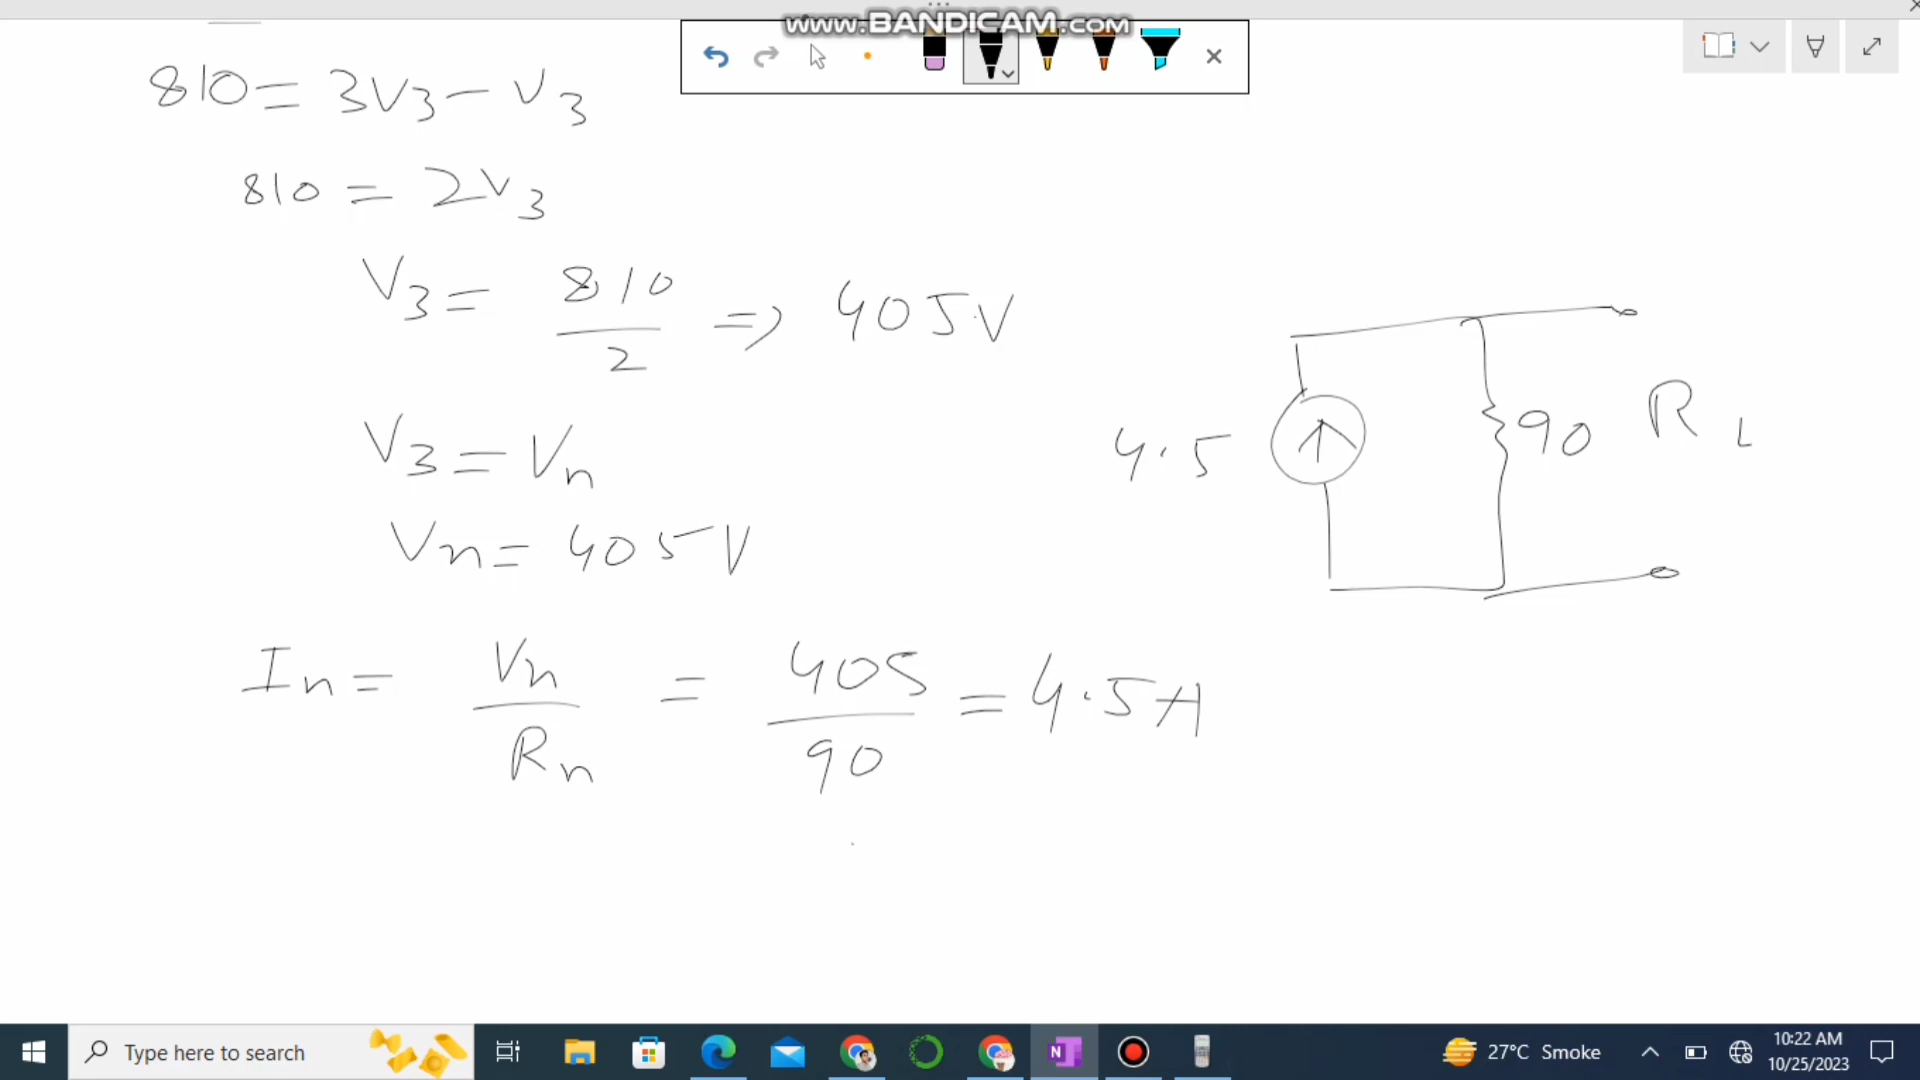 www.BANDICAM.com
810 = 3V3 - V3
810 = 2V3
V3 = 810/2 => 405V
V3 = Vn
Vn = 405V
In = Vn/Rn = 405/90 = 4.5A
4.5
90
RL
Type here to search
N
27°C Smoke
10:22 AM
10/25/2023